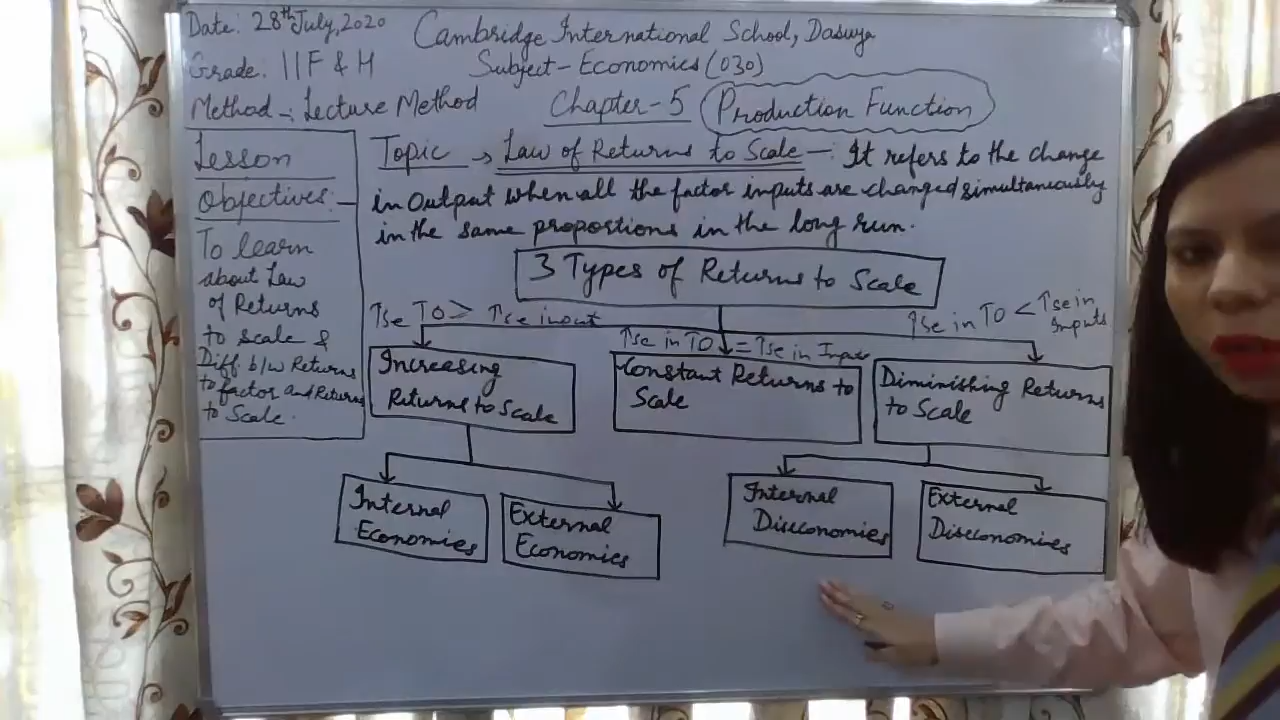 Date: 28th July, 2020
Cambridge International School, Dasuya
Grade: 11 F & H
Subject - Economics (030)
Method -: Lecture Method
Chapter - 5 Production Function
Lesson
Objectives: -
To learn
about Law
of Returns
to Scale &
Diff b/w Returns
to factor and Returns
to Scale.
Topic → Law of Returns to Scale -: It refers to the change
in output when all the factor inputs are changed simultaneously
in the same proportions in the long run.
3 Types of Returns to Scale
↑se TO > ↑se in out
↑se in TO = ↑se in Inputs
↑se in TO < ↑se in
Inputs
Increasing
Returns to Scale
Constant Returns to
Scale
Diminishing Returns
to Scale
Internal
Economies
External
Economies
Internal
Diseconomies
External
Diseconomies